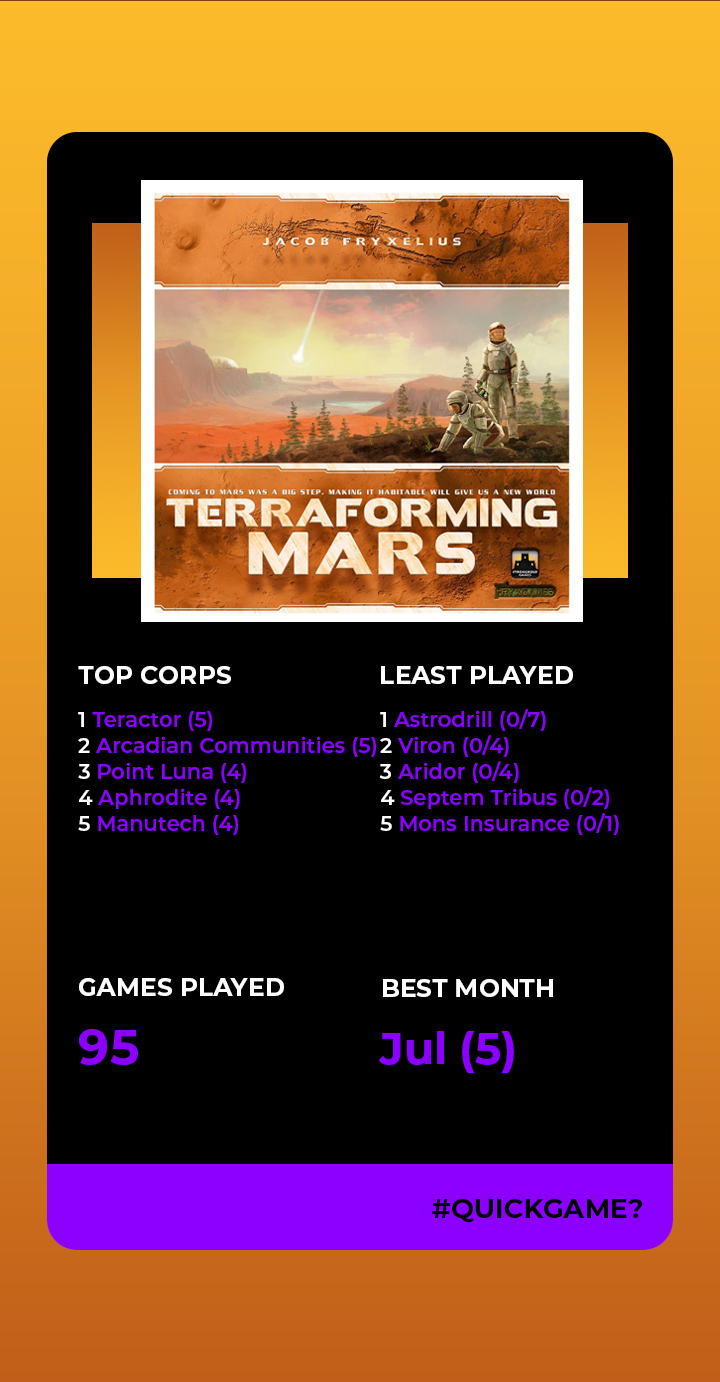 JACOB FRYXELIUS
COMING TO MARS WAS A BIG STEP. MAKING IT HABITABLE WILL GIVE US A NEW WORLD
TERRAFORMING
MARS
TOP CORPS
1 Teractor (5)
2 Arcadian Communities (5)
3 Point Luna (4)
4 Aphrodite (4)
5 Manutech (4)
LEAST PLAYED
1 Astrodrill (0/7)
2 Viron (0/4)
3 Aridor (0/4)
4 Septem Tribus (0/2)
5 Mons Insurance (0/1)
GAMES PLAYED
95
BEST MONTH
Jul (5)
#QUICKGAME?